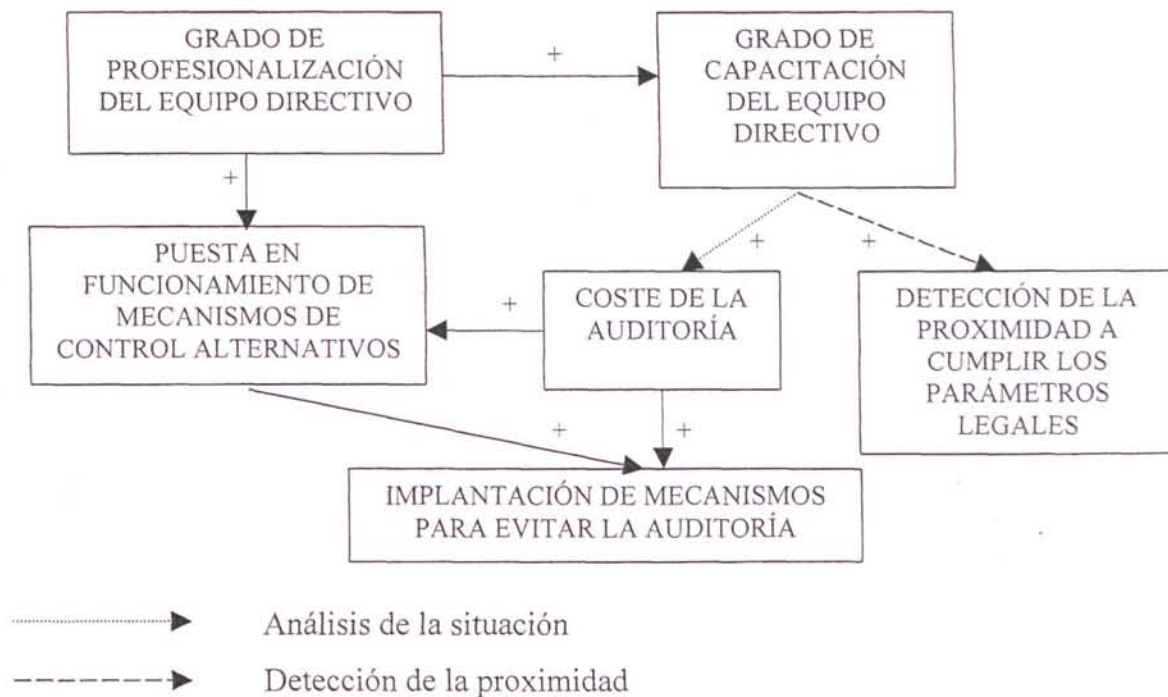 GRADO DE
PROFESIONALIZACIÓN
DEL EQUIPO DIRECTIVO
+
GRADO DE
CAPACITACIÓN
DEL EQUIPO
DIRECTIVO
+
PUESTA EN
FUNCIONAMIENTO DE
MECANISMOS DE
CONTROL ALTERNATIVOS
+
COSTE DE LA
AUDITORÍA
+
+
DETECCIÓN DE LA
PROXIMIDAD A
CUMPLIR LOS
PARÁMETROS
LEGALES
+
+
IMPLANTACIÓN DE MECANISMOS
PARA EVITAR LA AUDITORÍA
Análisis de la situación
Detección de la proximidad